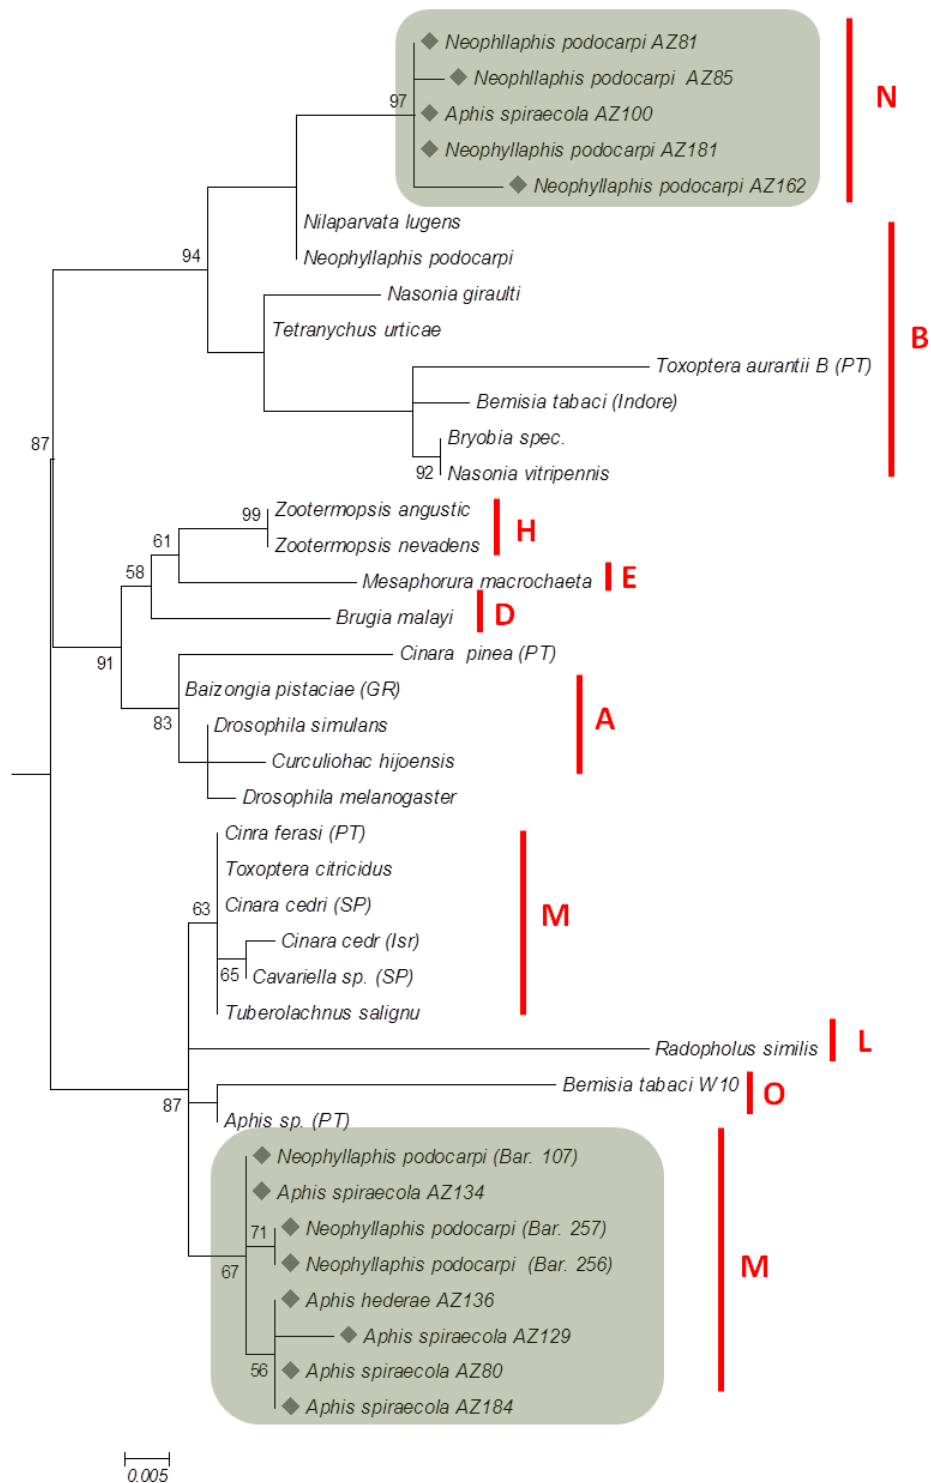 Neophllaphis podocarpi AZ81
Neophllaphis podocarpi AZ85
97
Aphis spiraecola AZ100
N
Neophyllaphis podocarpi AZ181
Neophyllaphis podocarpi AZ162
Nilaparvata lugens
94
Neophyllaphis podocarpi
Nasonia giraulti
Tetranychus urticae
B
Toxoptera aurantii B (PT)
Bemisia tabaci (Indore)
87
Bryobia spec.
92
Nasonia vitripennis
Zootermopsis angustic
99
H
Zootermopsis nevadens
61
58
Mesaphorura macrochaeta
E
Brugia malayi
D
91
Cinara pinea (PT)
Baizongia pistaciae (GR)
83
Drosophila simulans
A
Curculiohac hijoensis
Drosophila melanogaster
Cinra ferasi (PT)
Toxoptera citricidus
63
Cinara cedri (SP)
M
Cinara cedr (Isr)
65
Cavariella sp. (SP)
Tuberolachnus salignu
Radopholus similis
L
Bemisia tabaci W10
O
87
Aphis sp. (PT)
Neophyllaphis podocarpi (Bar. 107)
Aphis spiraecola AZ134
71
Neophyllaphis podocarpi (Bar. 257)
67
Neophyllaphis podocarpi (Bar. 256)
M
Aphis hederae AZ136
Aphis spiraecola AZ129
56
Aphis spiraecola AZ80
Aphis spiraecola AZ184
0.005